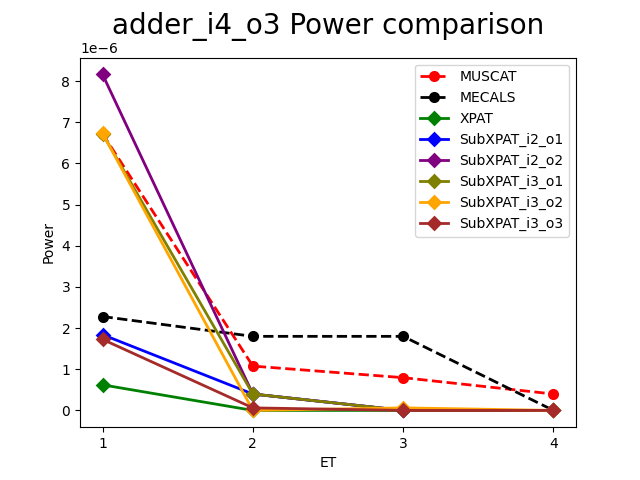 adder_i4_o3 Power comparison
1e−6
8
7
6
5
4
3
2
1
0
Power
1
2
3
4
ET
MUSCAT
MECALS
XPAT
SubXPAT_i2_o1
SubXPAT_i2_o2
SubXPAT_i3_o1
SubXPAT_i3_o2
SubXPAT_i3_o3